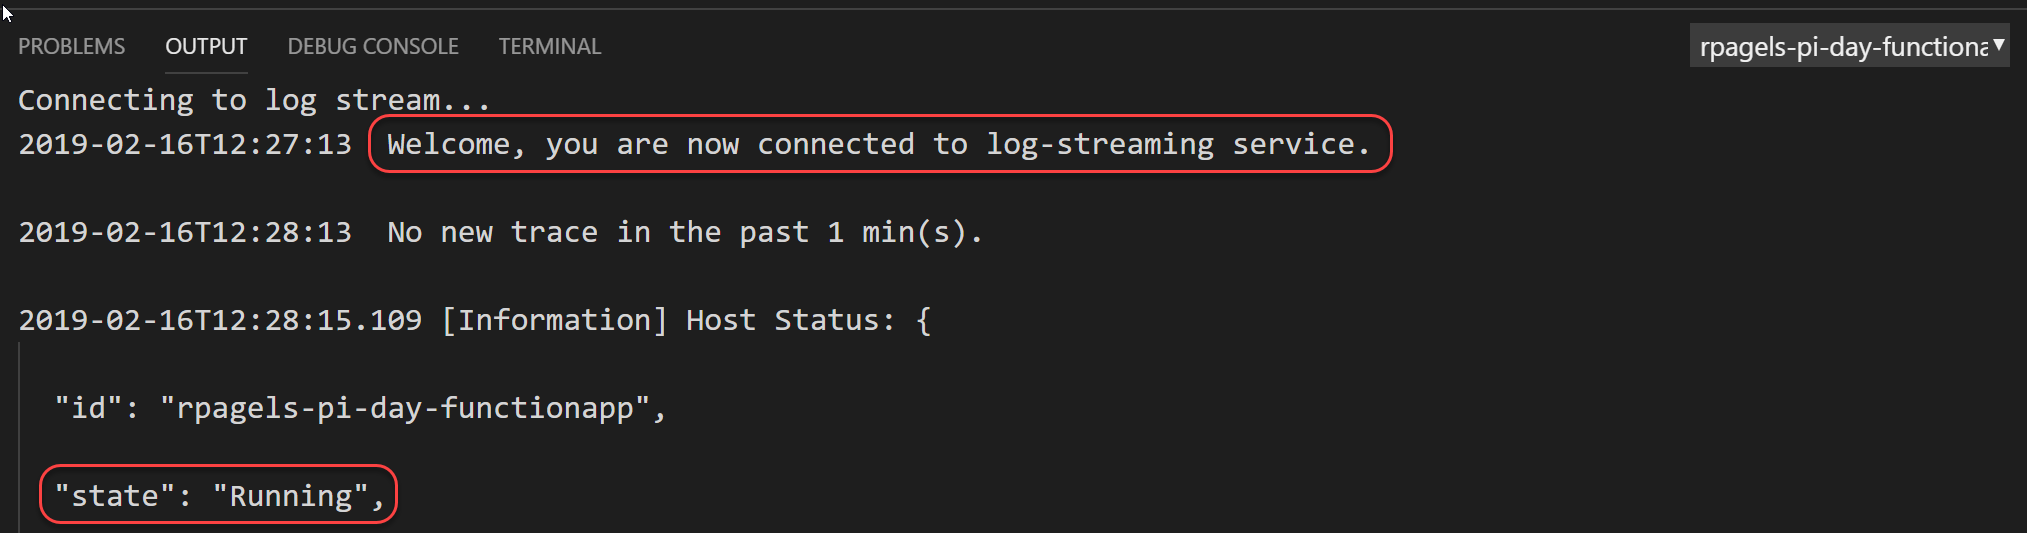 PROBLEMS OUTPUT DEBUG CONSOLE TERMINAL rpagels-pi-day-functiona
Connecting to log stream...
2019-02-16T12:27:13 Welcome, you are now connected to log-streaming service.
2019-02-16T12:28:13 No new trace in the past 1 min(s).
2019-02-16T12:28:15.109 [Information] Host Status: {
"id": "rpagels-pi-day-functionapp",
"state": "Running",